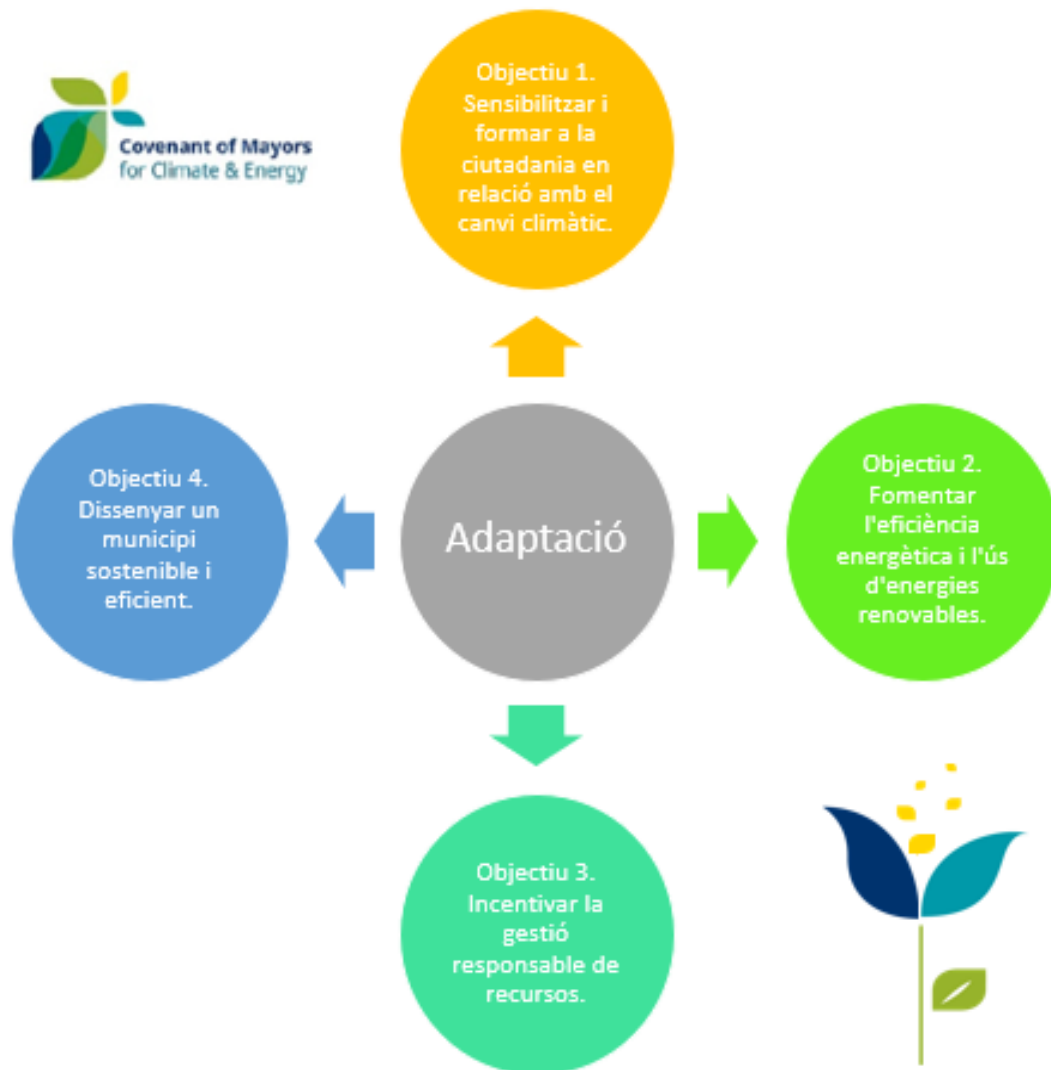 Covenant of Mayors
for Climate & Energy
Objectiu 1.
Sensibilitzar i
formar a la
ciutadania en
relació amb el
canvi climàtic.
Objectiu 4.
Dissenyar un
municipi
sostenible i
eficient.
Adaptació
Objectiu 2.
Fomentar
l'eficiència
energètica i l'ús
d'energies
renovables.
Objectiu 3.
Incentivar la
gestió
responsable de
recursos.